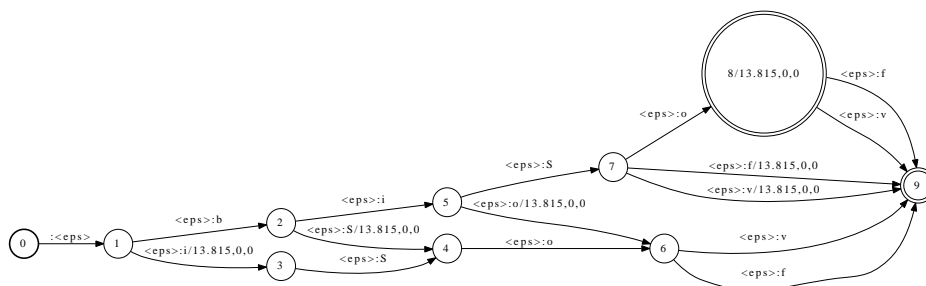 <eps>:f
8/13.815,0,0
<eps>:o
<eps>:v
<eps>:S
7
<eps>:f/13.815,0,0
<eps>:v/13.815,0,0
9
<eps>:i
5
<eps>:o/13.815,0,0
<eps>:b
2
<eps>:S/13.815,0,0
0
:<eps>
1
<eps>:i/13.815,0,0
4
<eps>:o
6
<eps>:v
3
<eps>:S
<eps>:f